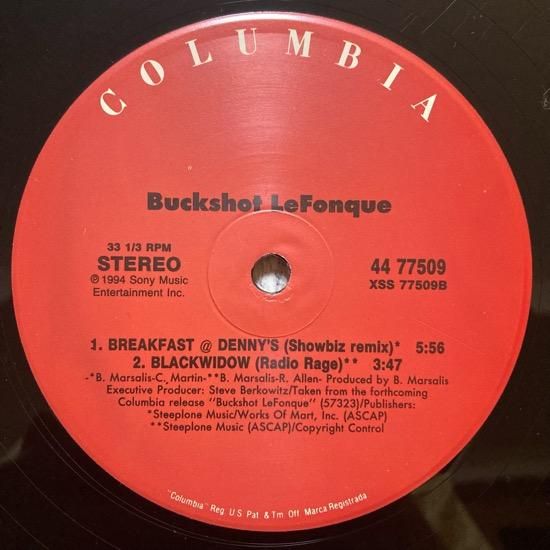 COLUMBIA
Buckshot LeFonque
33 1/3 RPM
STEREO
℗ 1994 Sony Music
Entertainment Inc.
44 77509
XSS 77509B
1. BREAKFAST @ DENNY'S (Showbiz remix)* 5:56
2. BLACKWIDOW (Radio Rage)** 3:47
-*B. Marsalis-C. Martin-**B. Marsalis-R. Allen- Produced by B. Marsalis
Executive Producer: Steve Berkowitz/Taken from the forthcoming
Columbia release "Buckshot LeFonque" (57323)/Publishers:
*Steeplone Music/Works Of Mart, Inc. (ASCAP)
**Steeplone Music (ASCAP)/Copyright Control
"Columbia" Reg U.S Pat & Tm Off Marca Registrada